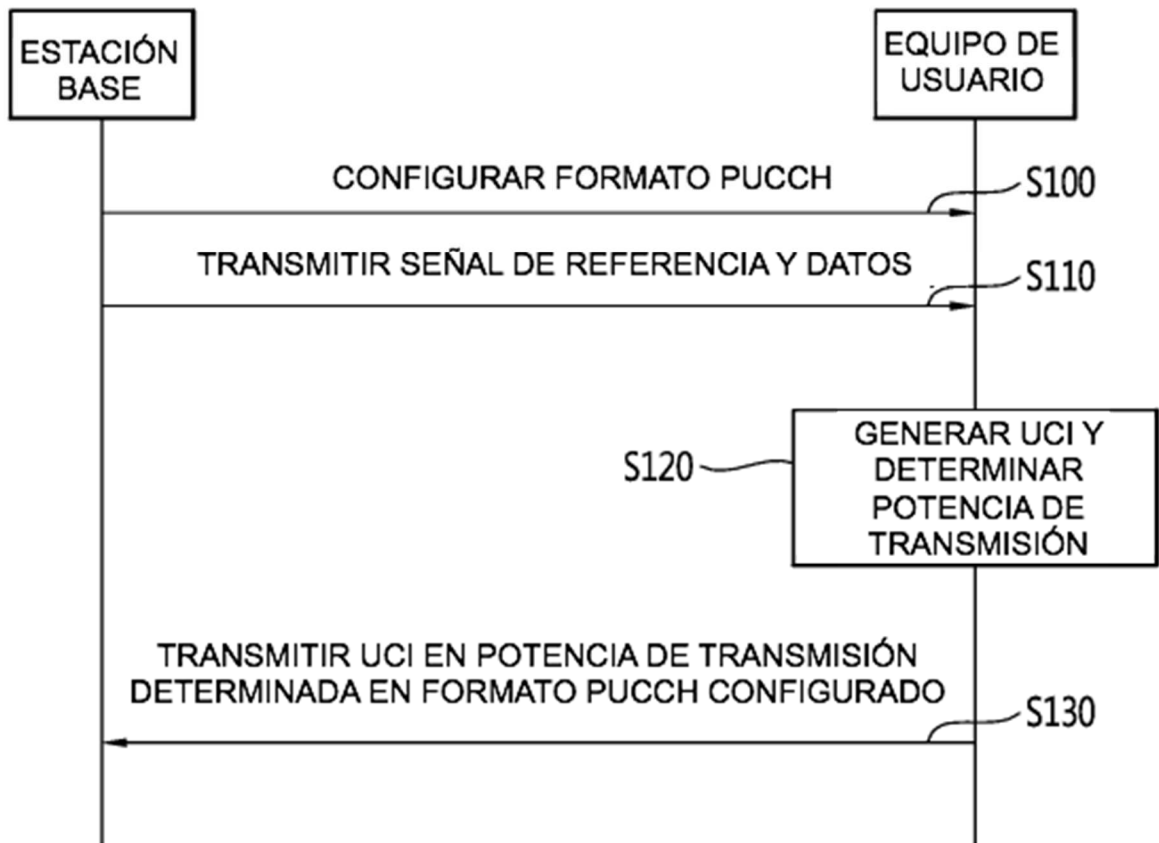 ESTACIÓN
BASE
EQUIPO DE
USUARIO
CONFIGURAR FORMATO PUCCH
S100
TRANSMITIR SEÑAL DE REFERENCIA Y DATOS
S110
GENERAR UCI Y
DETERMINAR
POTENCIA DE
TRANSMISIÓN
S120
TRANSMITIR UCI EN POTENCIA DE TRANSMISIÓN
DETERMINADA EN FORMATO PUCCH CONFIGURADO
S130